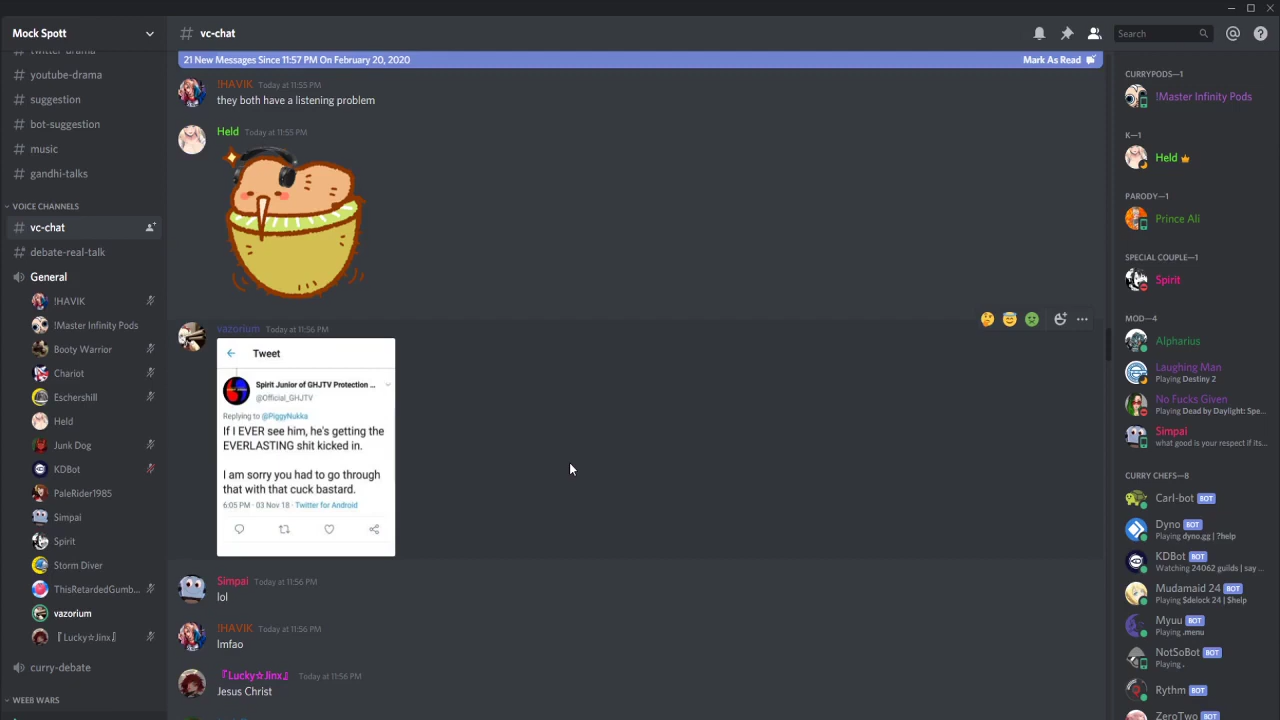 Mock Spott
# vc-chat
Search
twitter-drama
youtube-drama
suggestion
bot-suggestion
music
gandhi-talks
VOICE CHANNELS
vc-chat
debate-real-talk
General
!HAVIK
!Master Infinity Pods
Booty Warrior
Chariot
Eschershill
Held
Junk Dog
KDBot
PaleRider1985
Simpai
Spirit
Storm Diver
ThisRetardedGumb...
vazorium
『Lucky☆Jinx』
curry-debate
WEEB WARS
21 New Messages Since 11:57 PM On February 20, 2020
Mark As Read
!HAVIK Today at 11:55 PM
they both have a listening problem
Held Today at 11:55 PM
vazorium Today at 11:56 PM
Tweet
Spirit Junior of GHJTV Protection ...
@Official_GHJTV
Replying to @PiggyNukka
If I EVER see him, he's getting the
EVERLASTING shit kicked in.
I am sorry you had to go through
that with that cuck bastard.
6:05 PM · 03 Nov 18 · Twitter for Android
Simpai Today at 11:56 PM
lol
!HAVIK Today at 11:56 PM
lmfao
『Lucky☆Jinx』 Today at 11:56 PM
Jesus Christ
CURRYPODS—1
!Master Infinity Pods
K—1
Held
PARODY—1
Prince Ali
SPECIAL COUPLE—1
Spirit
MOD—4
Alpharius
Laughing Man
Playing Destiny 2
No Fucks Given
Playing Dead by Daylight: Spe...
Simpai
what good is your respect if its...
CURRY CHEFS—8
Carl-bot BOT
Dyno BOT
Playing dyno.gg | ?help
KDBot BOT
Watching 24062 guilds | say ...
Mudamaid 24 BOT
Playing $delock 24 | $help
Myuu BOT
Playing .menu
NotSoBot BOT
Playing .
Rythm BOT
ZeroTwo BOT